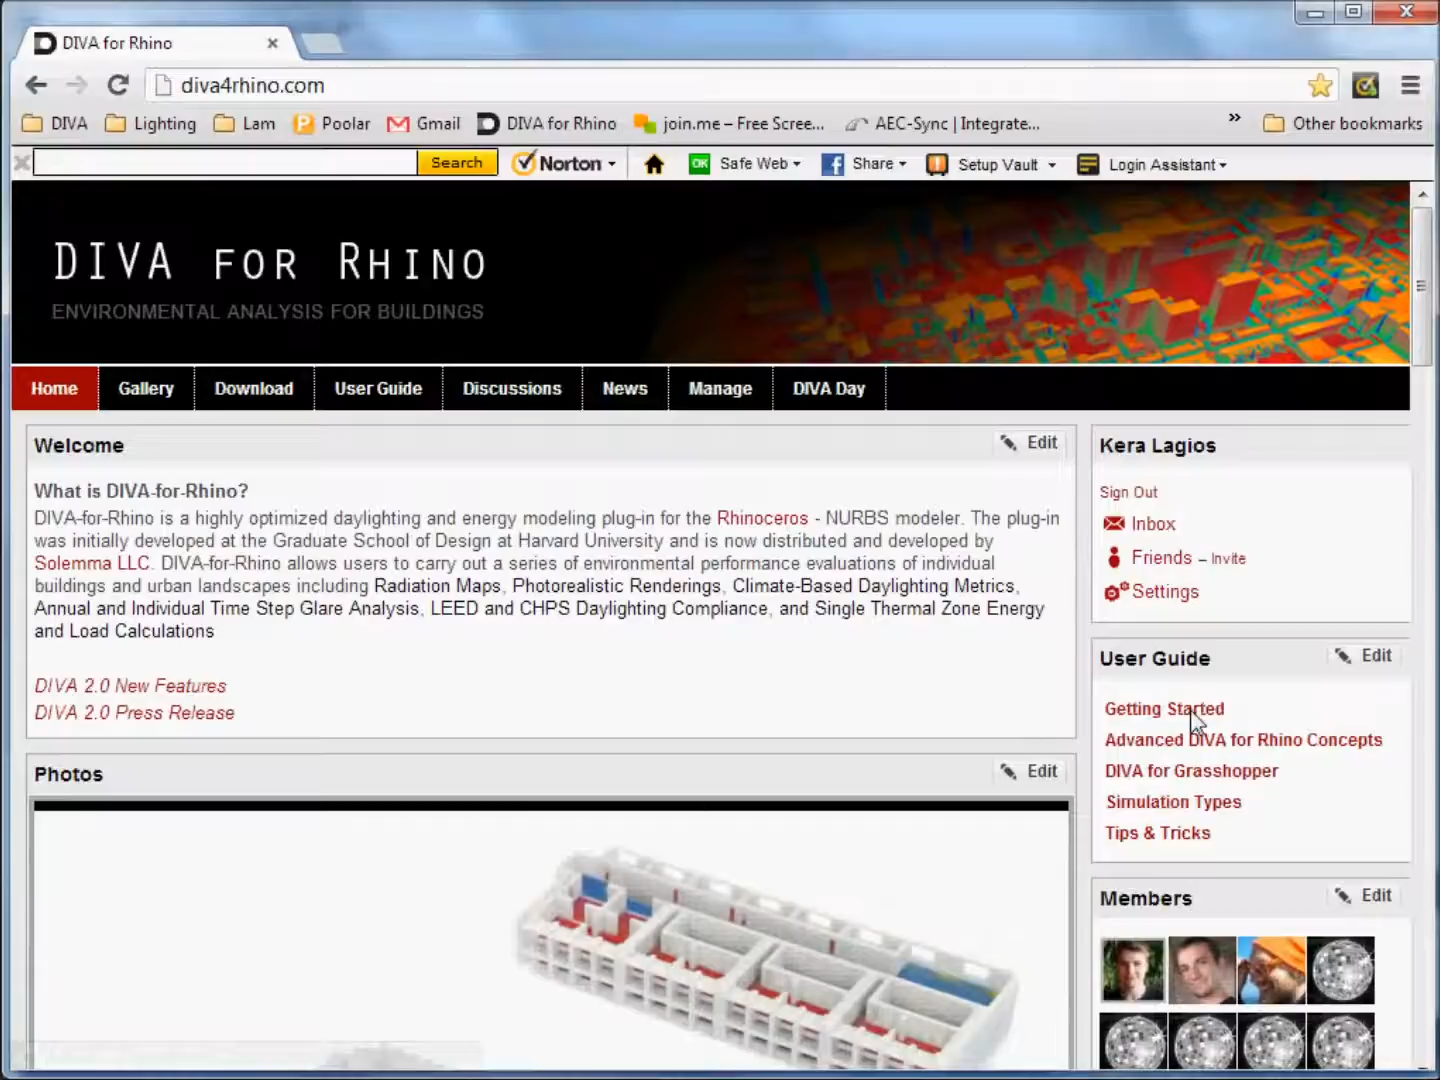 DIVA for Rhino
diva4rhino.com
DIVA Lighting Lam Poolar Gmail DIVA for Rhino join.me – Free Scree... AEC-Sync | Integrate... » Other bookmarks
Search Norton OK Safe Web Share Setup Vault Login Assistant
DIVA FOR RHINO
ENVIRONMENTAL ANALYSIS FOR BUILDINGS
Home Gallery Download User Guide Discussions News Manage DIVA Day
Welcome Edit
What is DIVA-for-Rhino?
DIVA-for-Rhino is a highly optimized daylighting and energy modeling plug-in for the Rhinoceros - NURBS modeler. The plug-in
was initially developed at the Graduate School of Design at Harvard University and is now distributed and developed by
Solemma LLC. DIVA-for-Rhino allows users to carry out a series of environmental performance evaluations of individual
buildings and urban landscapes including Radiation Maps, Photorealistic Renderings, Climate-Based Daylighting Metrics,
Annual and Individual Time Step Glare Analysis, LEED and CHPS Daylighting Compliance, and Single Thermal Zone Energy
and Load Calculations
DIVA 2.0 New Features
DIVA 2.0 Press Release
Photos Edit
Kera Lagios
Sign Out
Inbox
Friends – Invite
Settings
User Guide Edit
Getting Started
Advanced DIVA for Rhino Concepts
DIVA for Grasshopper
Simulation Types
Tips & Tricks
Members Edit